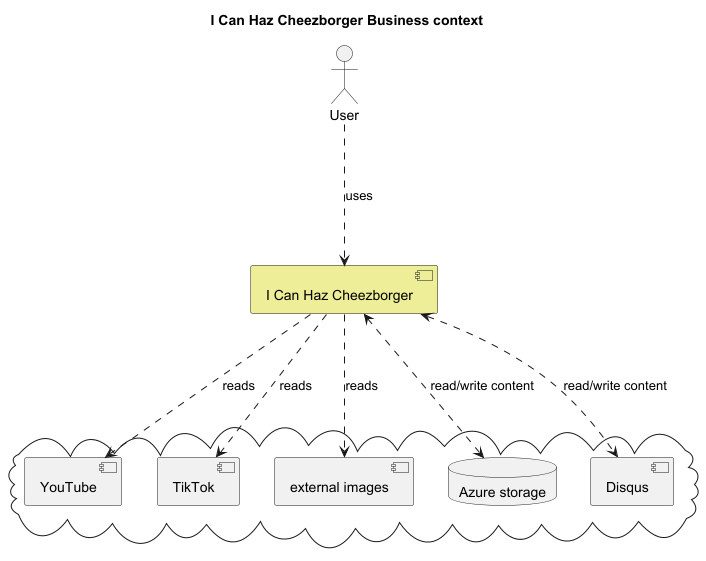 I Can Haz Cheezborger Business context
User
uses
I Can Haz Cheezborger
reads
reads
reads
read/write content
read/write content
YouTube
TikTok
external images
Azure storage
Disqus